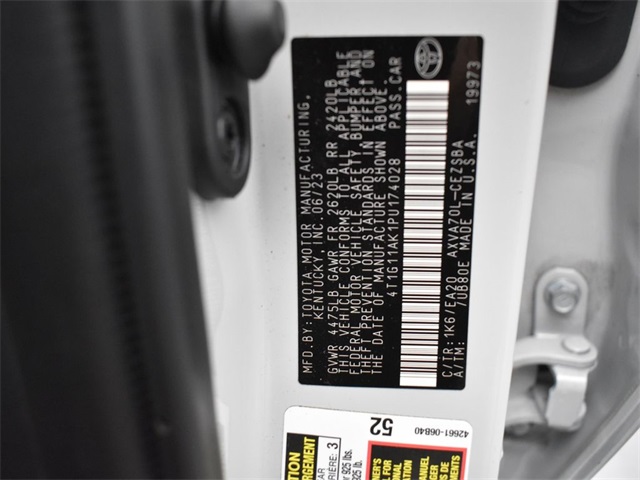 MFD.BY:TOYOTA MOTOR MANUFACTURING,
KENTUCKY, INC. 06/23
GVWR 4475LB GAWR FR 2620LB RR 2420LB
THIS VEHICLE CONFORMS TO ALL APPLICABLE
FEDERAL MOTOR VEHICLE SAFETY, BUMPER AND
THEFT PREVENTION STANDARDS IN EFFECT ON
THE DATE OF MANUFACTURE SHOWN ABOVE.
4T1G11AK1PU174028 PASS.CAR
C/TR: 1K6/EA20 AXVA70L-CEZSBA
A/TM: /UB80E MADE IN U.S.A. 19973
52
42661-06B40